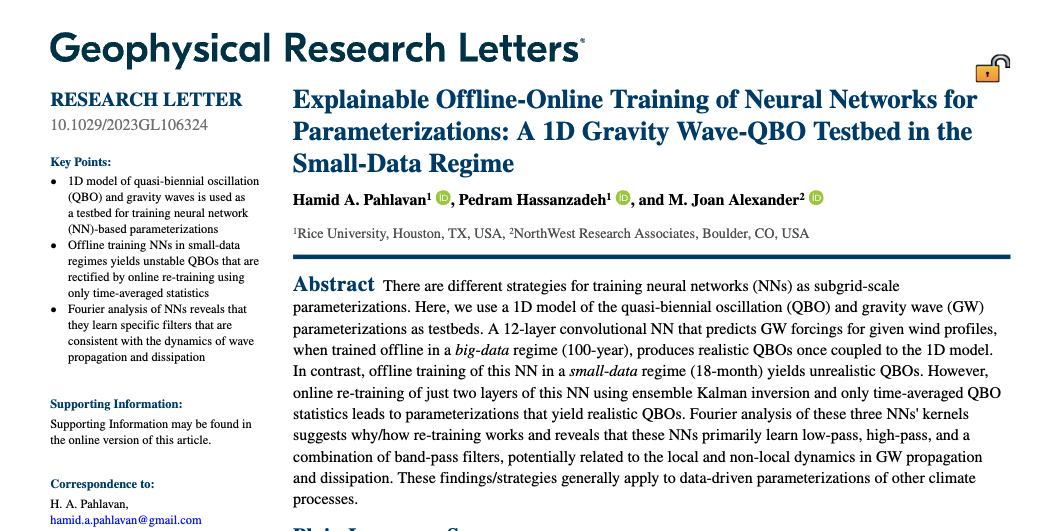 Geophysical Research Letters®
RESEARCH LETTER
10.1029/2023GL106324
Key Points:
• 1D model of quasi-biennial oscillation
(QBO) and gravity waves is used as
a testbed for training neural network
(NN)-based parameterizations
• Offline training NNs in small-data
regimes yields unstable QBOs that are
rectified by online re-training using
only time-averaged statistics
• Fourier analysis of NNs reveals that
they learn specific filters that are
consistent with the dynamics of wave
propagation and dissipation
Supporting Information:
Supporting Information may be found in
the online version of this article.
Correspondence to:
H. A. Pahlavan,
hamid.a.pahlavan@gmail.com
Explainable Offline-Online Training of Neural Networks for
Parameterizations: A 1D Gravity Wave-QBO Testbed in the
Small-Data Regime
Hamid A. Pahlavan¹ iD, Pedram Hassanzadeh¹ iD, and M. Joan Alexander² iD
¹Rice University, Houston, TX, USA, ²NorthWest Research Associates, Boulder, CO, USA
Abstract There are different strategies for training neural networks (NNs) as subgrid-scale
parameterizations. Here, we use a 1D model of the quasi-biennial oscillation (QBO) and gravity wave (GW)
parameterizations as testbeds. A 12-layer convolutional NN that predicts GW forcings for given wind profiles,
when trained offline in a big-data regime (100-year), produces realistic QBOs once coupled to the 1D model.
In contrast, offline training of this NN in a small-data regime (18-month) yields unrealistic QBOs. However,
online re-training of just two layers of this NN using ensemble Kalman inversion and only time-averaged QBO
statistics leads to parameterizations that yield realistic QBOs. Fourier analysis of these three NNs' kernels
suggests why/how re-training works and reveals that these NNs primarily learn low-pass, high-pass, and a
combination of band-pass filters, potentially related to the local and non-local dynamics in GW propagation
and dissipation. These findings/strategies generally apply to data-driven parameterizations of other climate
processes.